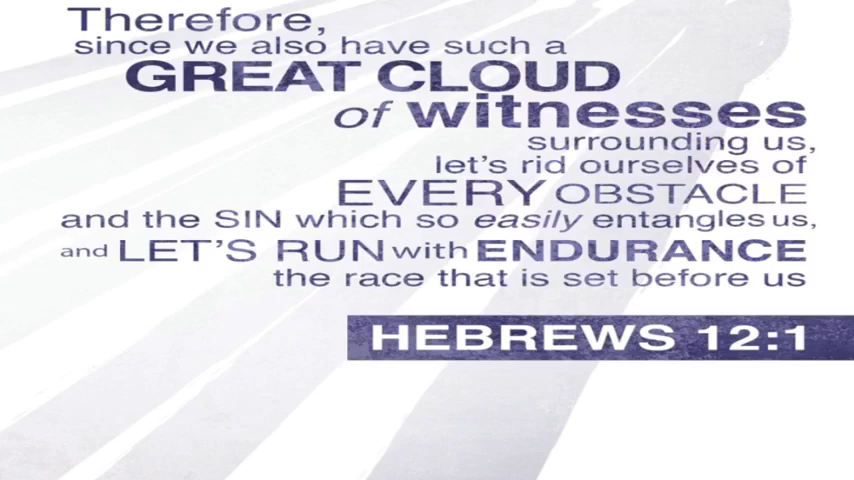 Therefore,
since we also have such a
GREAT CLOUD
of witnesses
surrounding us,
let's rid ourselves of
EVERY OBSTACLE
and the SIN which so easily entangles us,
and LET'S RUN with ENDURANCE
the race that is set before us
HEBREWS 12:1